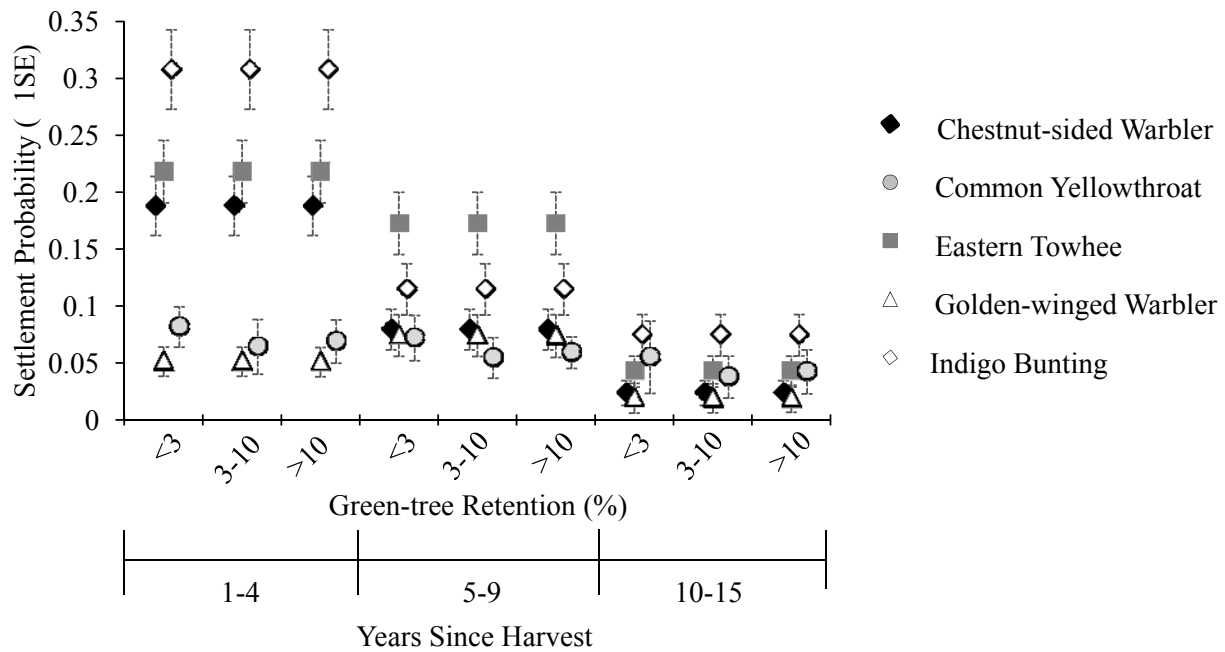 Settlement Probability ( 1SE)
0.35
0.3
0.25
0.2
0.15
0.1
0.05
0
<3
3-10
>10
<3
3-10
>10
<3
3-10
>10
Green-tree Retention (%)
1-4
5-9
10-15
Years Since Harvest
Chestnut-sided Warbler
Common Yellowthroat
Eastern Towhee
Golden-winged Warbler
Indigo Bunting